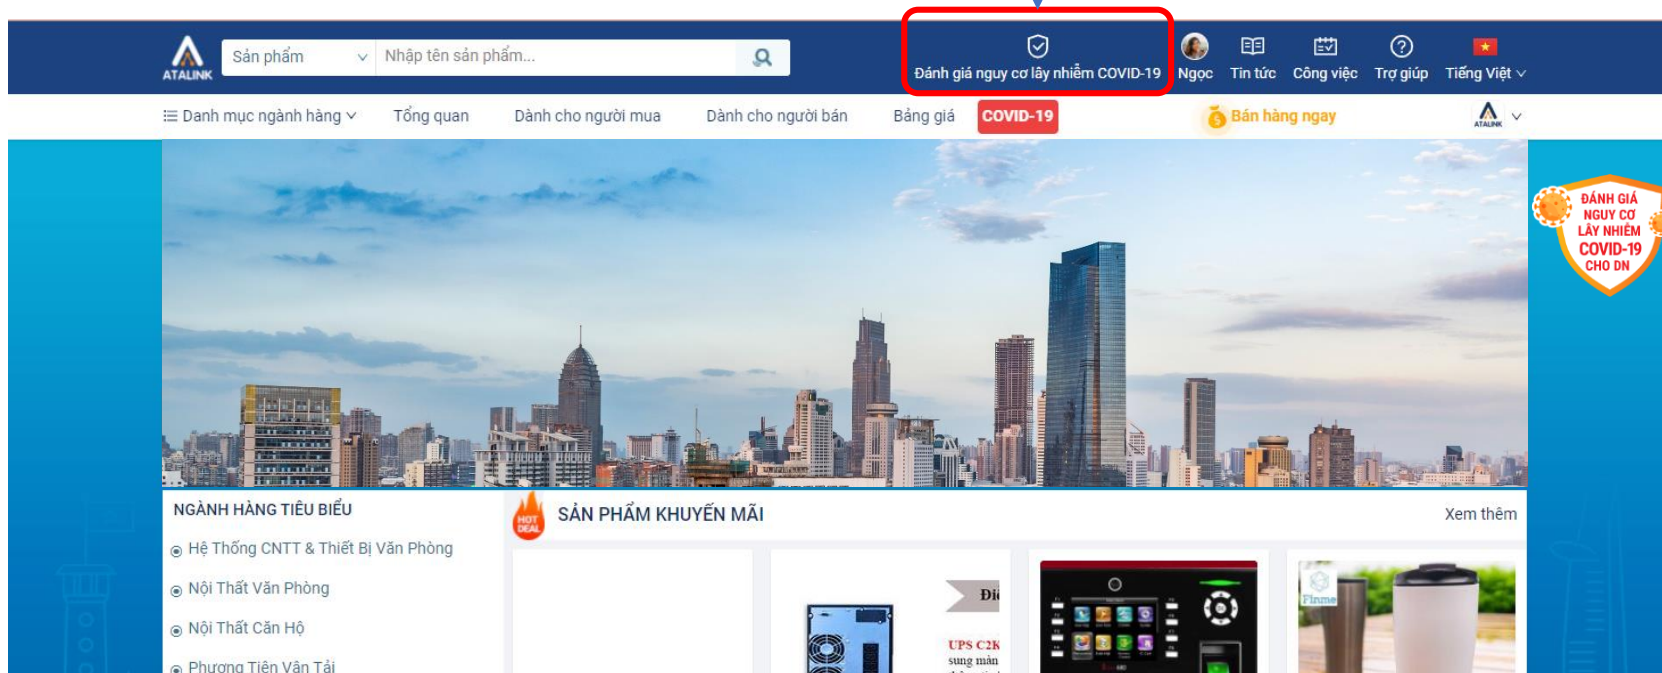 ATALINK
Sản phẩm
Nhập tên sản phẩm...
Đánh giá nguy cơ lây nhiễm COVID-19
Ngọc
Tin tức
Công việc
Trợ giúp
Tiếng Việt
Danh mục ngành hàng
Tổng quan
Dành cho người mua
Dành cho người bán
Bảng giá
COVID-19
Bán hàng ngay
ATALINK
ĐÁNH GIÁ
NGUY CƠ
LÂY NHIỄM
COVID-19
CHO DN
NGÀNH HÀNG TIÊU BIỂU
HOT
DEAL
SẢN PHẨM KHUYẾN MÃI
Xem thêm
Hệ Thống CNTT & Thiết Bị Văn Phòng
Nội Thất Văn Phòng
Nội Thất Căn Hộ
Phương Tiện Vận Tải
UPS C2K
sung màn
Finme